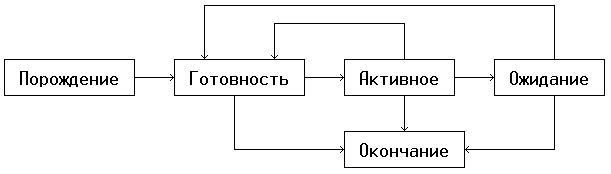 Порождение
Готовность
Активное
Ожидание
Окончание